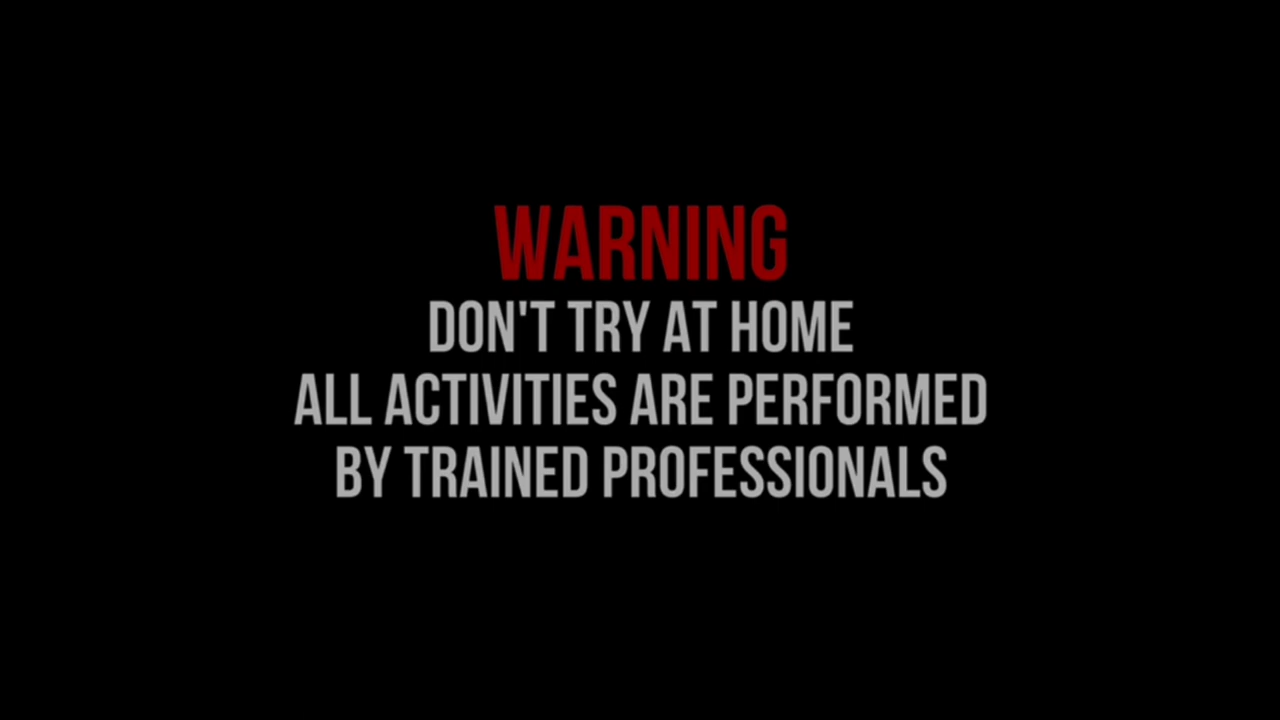 WARNING
DON'T TRY AT HOME
ALL ACTIVITIES ARE PERFORMED
BY TRAINED PROFESSIONALS